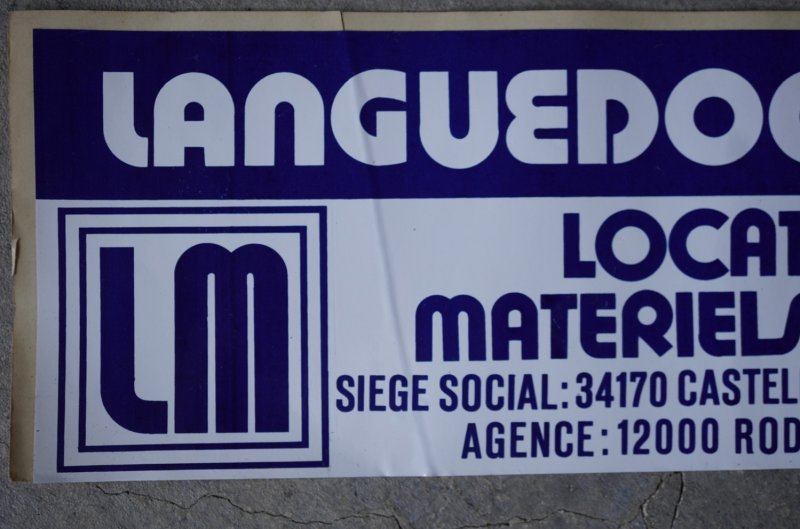 LANGUEDOC
LOCAT
MATERIELS
LM
SIEGE SOCIAL: 34170 CASTEL
AGENCE: 12000 ROD